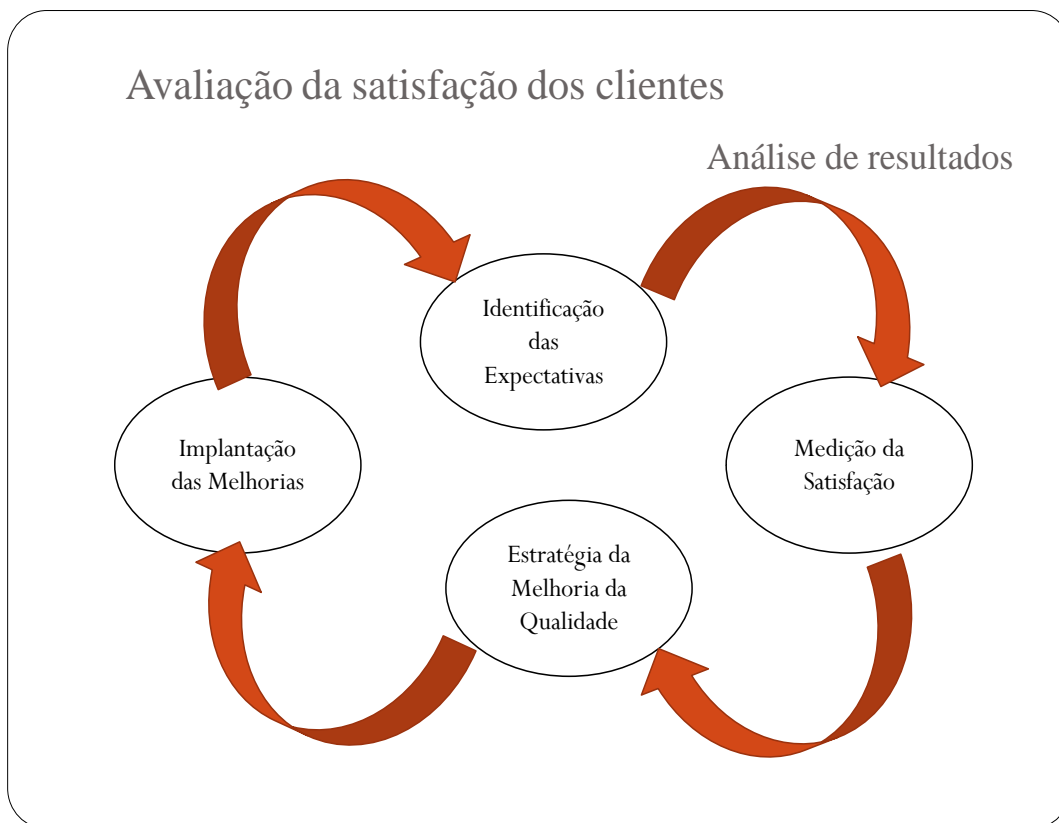 Avaliação da satisfação dos clientes
Análise de resultados
Identificação
das
Expectativas
Medição da
Satisfação
Estratégia da
Melhoria da
Qualidade
Implantação
das Melhorias